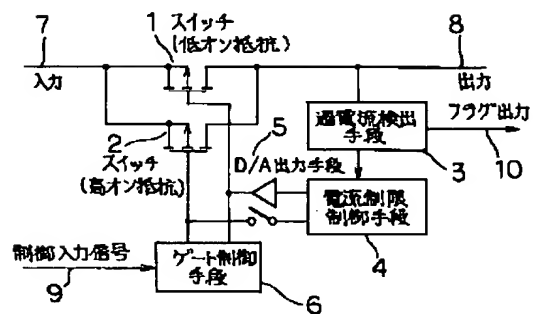 7
1
スイッチ
(低オン抵抗)
8
入力
出力
2
スイッチ
(高オン抵抗)
5
D/A出力手段
過電流検出
手段
3
フラグ出力
10
電流制限
制御手段
4
制御入力信号
9
ゲート制御
手段
6